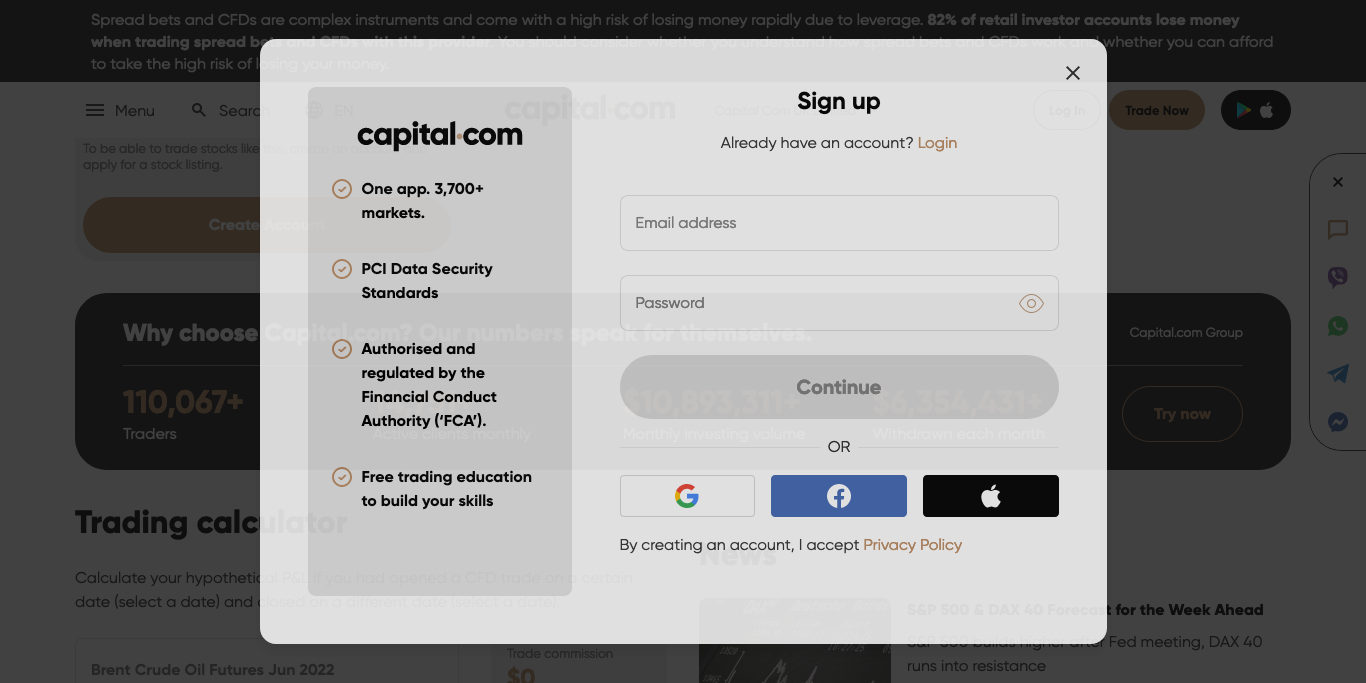 Spread bets and CFDs are complex instruments and come with a high risk of losing money rapidly due to leverage. 82% of retail investor accounts lose money
when trading spread bets and CFDs with this provider. You should consider whether you understand how spread bets and CFDs work and whether you can afford
to take the high risk of losing your money.
Menu
Search
EN
capital.com
Log In
Trade Now
To be able to trade stocks like
apply for a stock listing.
Create Account
Sign up
Already have an account? Login
capital.com
One app. 3,700+
markets.
PCI Data Security
Standards
Authorised and
regulated by the
Financial Conduct
Authority (‘FCA’).
Free trading education
to build your skills
Email address
Password
Continue
OR
By creating an account, I accept Privacy Policy
Why choose Capital.com? Our numbers speak for themselves.
Capital.com Group
110,067+
Traders
Active clients monthly
$10,893,311+
Monthly investing volume
$6,354,431+
Withdrawn each month
Try now
Trading calculator
Calculate your hypothetical P&L if you had opened a CFD trade on a certain
date (select a date) and closed on a different date (select a date)
Brent Crude Oil Futures Jun 2022
Trade commission
$0
News
S&P 500 & DAX 40 Forecast for the Week Ahead
S&P 500 builds higher after Fed meeting, DAX 40
runs into resistance